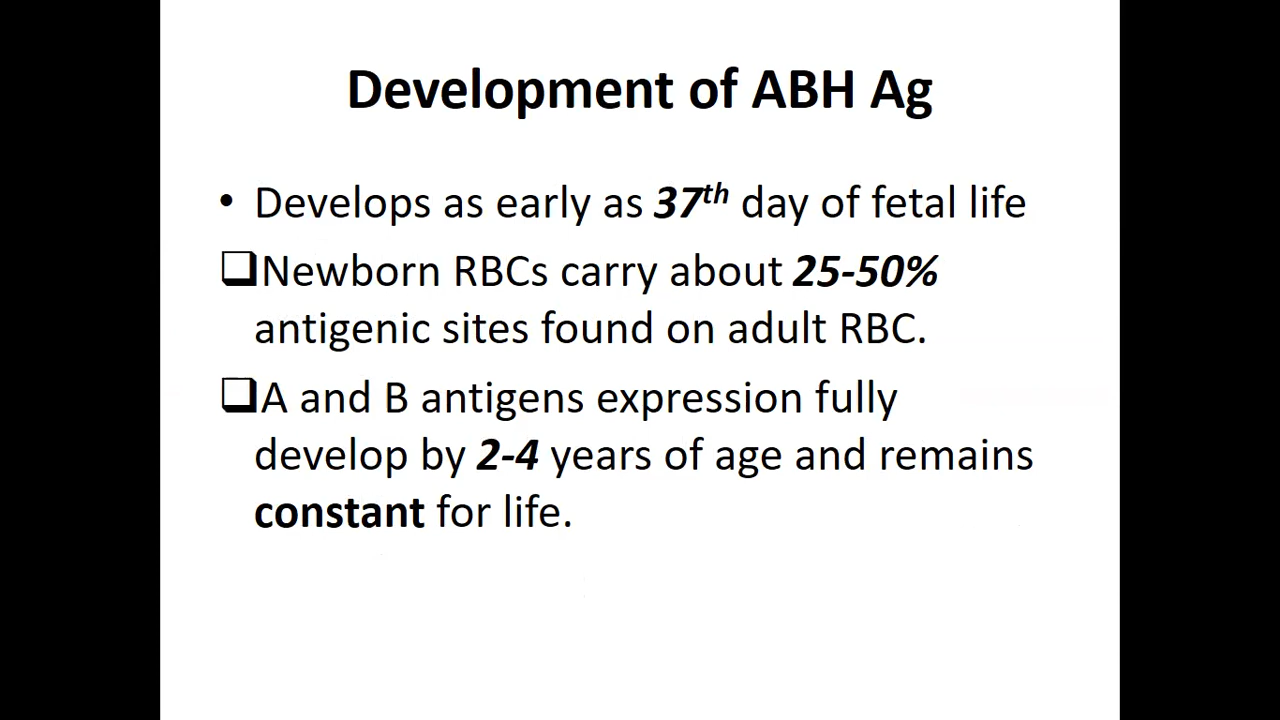 Development of ABH Ag
• Develops as early as 37th day of fetal life
❑Newborn RBCs carry about 25-50%
antigenic sites found on adult RBC.
❑A and B antigens expression fully
develop by 2-4 years of age and remains
constant for life.